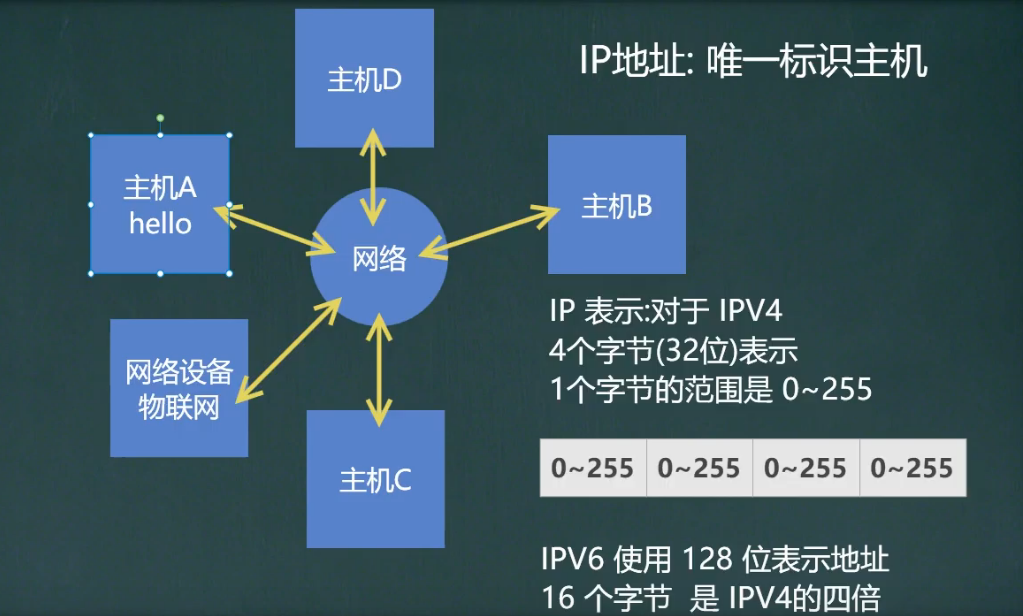 主机D
IP地址: 唯一标识主机
主机A
hello
主机B
网络
IP 表示:对于 IPV4
4个字节(32位)表示
1个字节的范围是 0~255
网络设备
物联网
主机C
0~255 0~255 0~255 0~255
IPV6 使用 128 位表示地址
16 个字节 是 IPV4的四倍